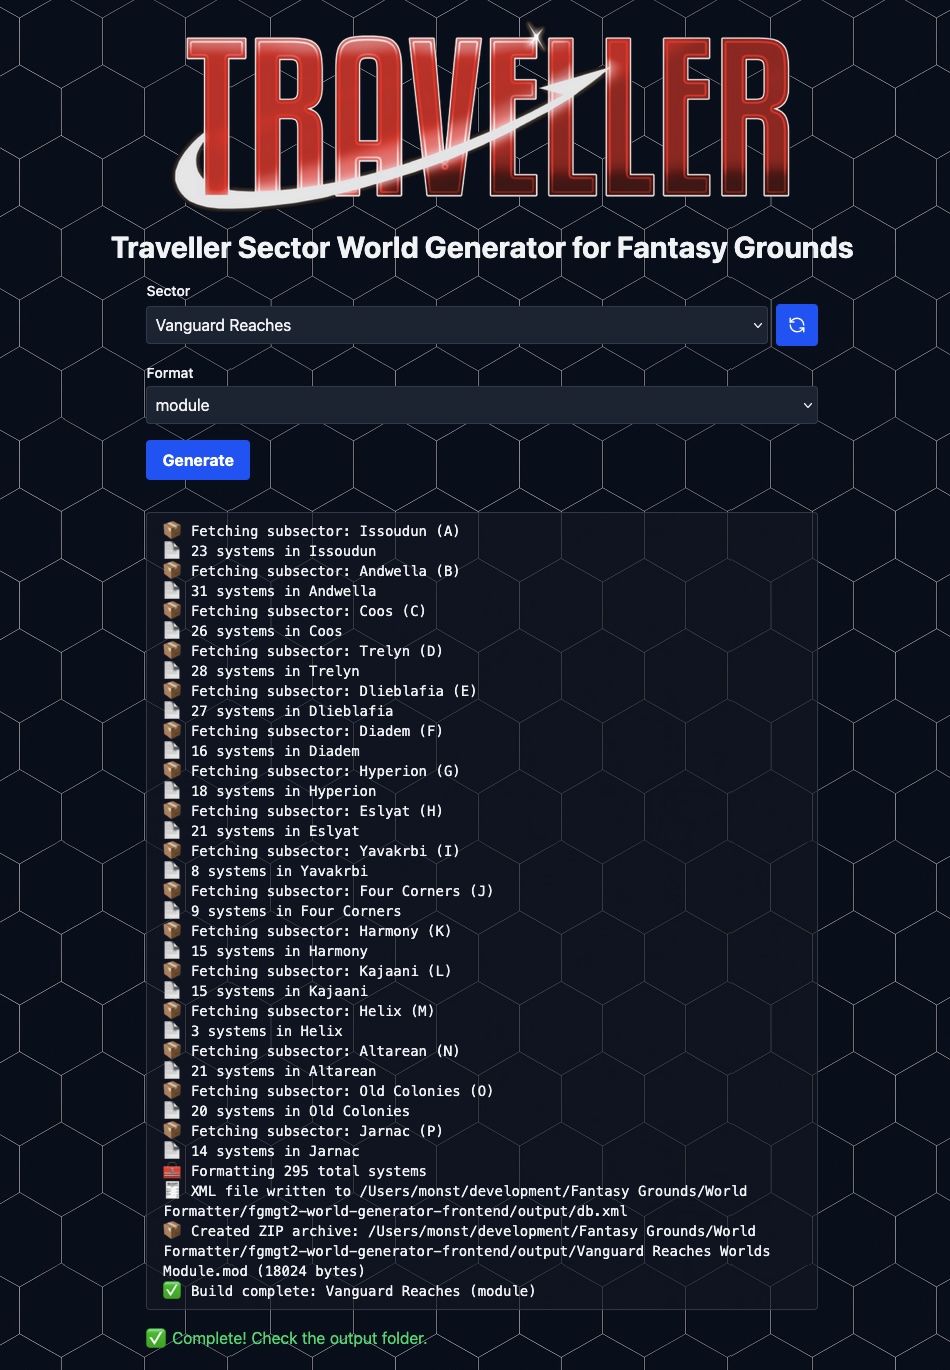 TRAVELLER
Traveller Sector World Generator for Fantasy Grounds
Sector
Vanguard Reaches
Format
module
Generate
📦 Fetching subsector: Issoudun (A)
📄 23 systems in Issoudun
📦 Fetching subsector: Andwella (B)
📄 31 systems in Andwella
📦 Fetching subsector: Coos (C)
📄 26 systems in Coos
📦 Fetching subsector: Trelyn (D)
📄 28 systems in Trelyn
📦 Fetching subsector: Dlieblafia (E)
📄 27 systems in Dlieblafia
📦 Fetching subsector: Diadem (F)
📄 16 systems in Diadem
📦 Fetching subsector: Hyperion (G)
📄 18 systems in Hyperion
📦 Fetching subsector: Eslyat (H)
📄 21 systems in Eslyat
📦 Fetching subsector: Yavakrbi (I)
📄 8 systems in Yavakrbi
📦 Fetching subsector: Four Corners (J)
📄 9 systems in Four Corners
📦 Fetching subsector: Harmony (K)
📄 15 systems in Harmony
📦 Fetching subsector: Kajaani (L)
📄 15 systems in Kajaani
📦 Fetching subsector: Helix (M)
📄 3 systems in Helix
📦 Fetching subsector: Altarean (N)
📄 21 systems in Altarean
📦 Fetching subsector: Old Colonies (O)
📄 20 systems in Old Colonies
📦 Fetching subsector: Jarnac (P)
📄 14 systems in Jarnac
🧰 Formatting 295 total systems
🧾 XML file written to /Users/monst/development/Fantasy Grounds/World
Formatter/fgmgt2-world-generator-frontend/output/db.xml
📦 Created ZIP archive: /Users/monst/development/Fantasy Grounds/World
Formatter/fgmgt2-world-generator-frontend/output/Vanguard Reaches Worlds
Module.mod (18024 bytes)
✅ Build complete: Vanguard Reaches (module)
✅ Complete! Check the output folder.